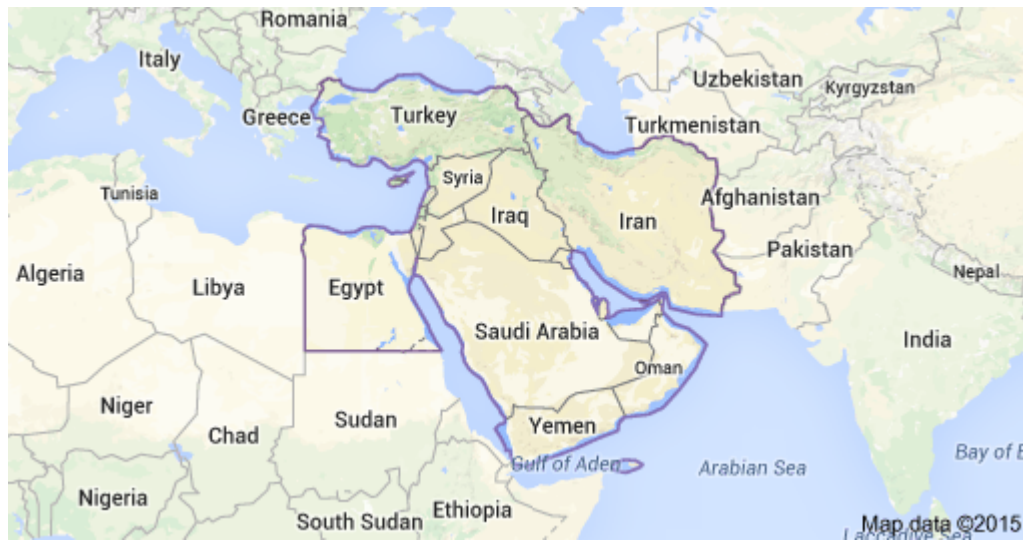 Romania
Italy
Uzbekistan
Kyrgyzstan
Greece
Turkey
Turkmenistan
Tunisia
Syria
Afghanistan
Iraq
Iran
Pakistan
Algeria
Libya
Egypt
Nepal
Saudi Arabia
India
Oman
Niger
Sudan
Yemen
Chad
Gulf of Aden
Arabian Sea
Bay of
Nigeria
Ethiopia
South Sudan
Map data ©2015
Laccadive Sea